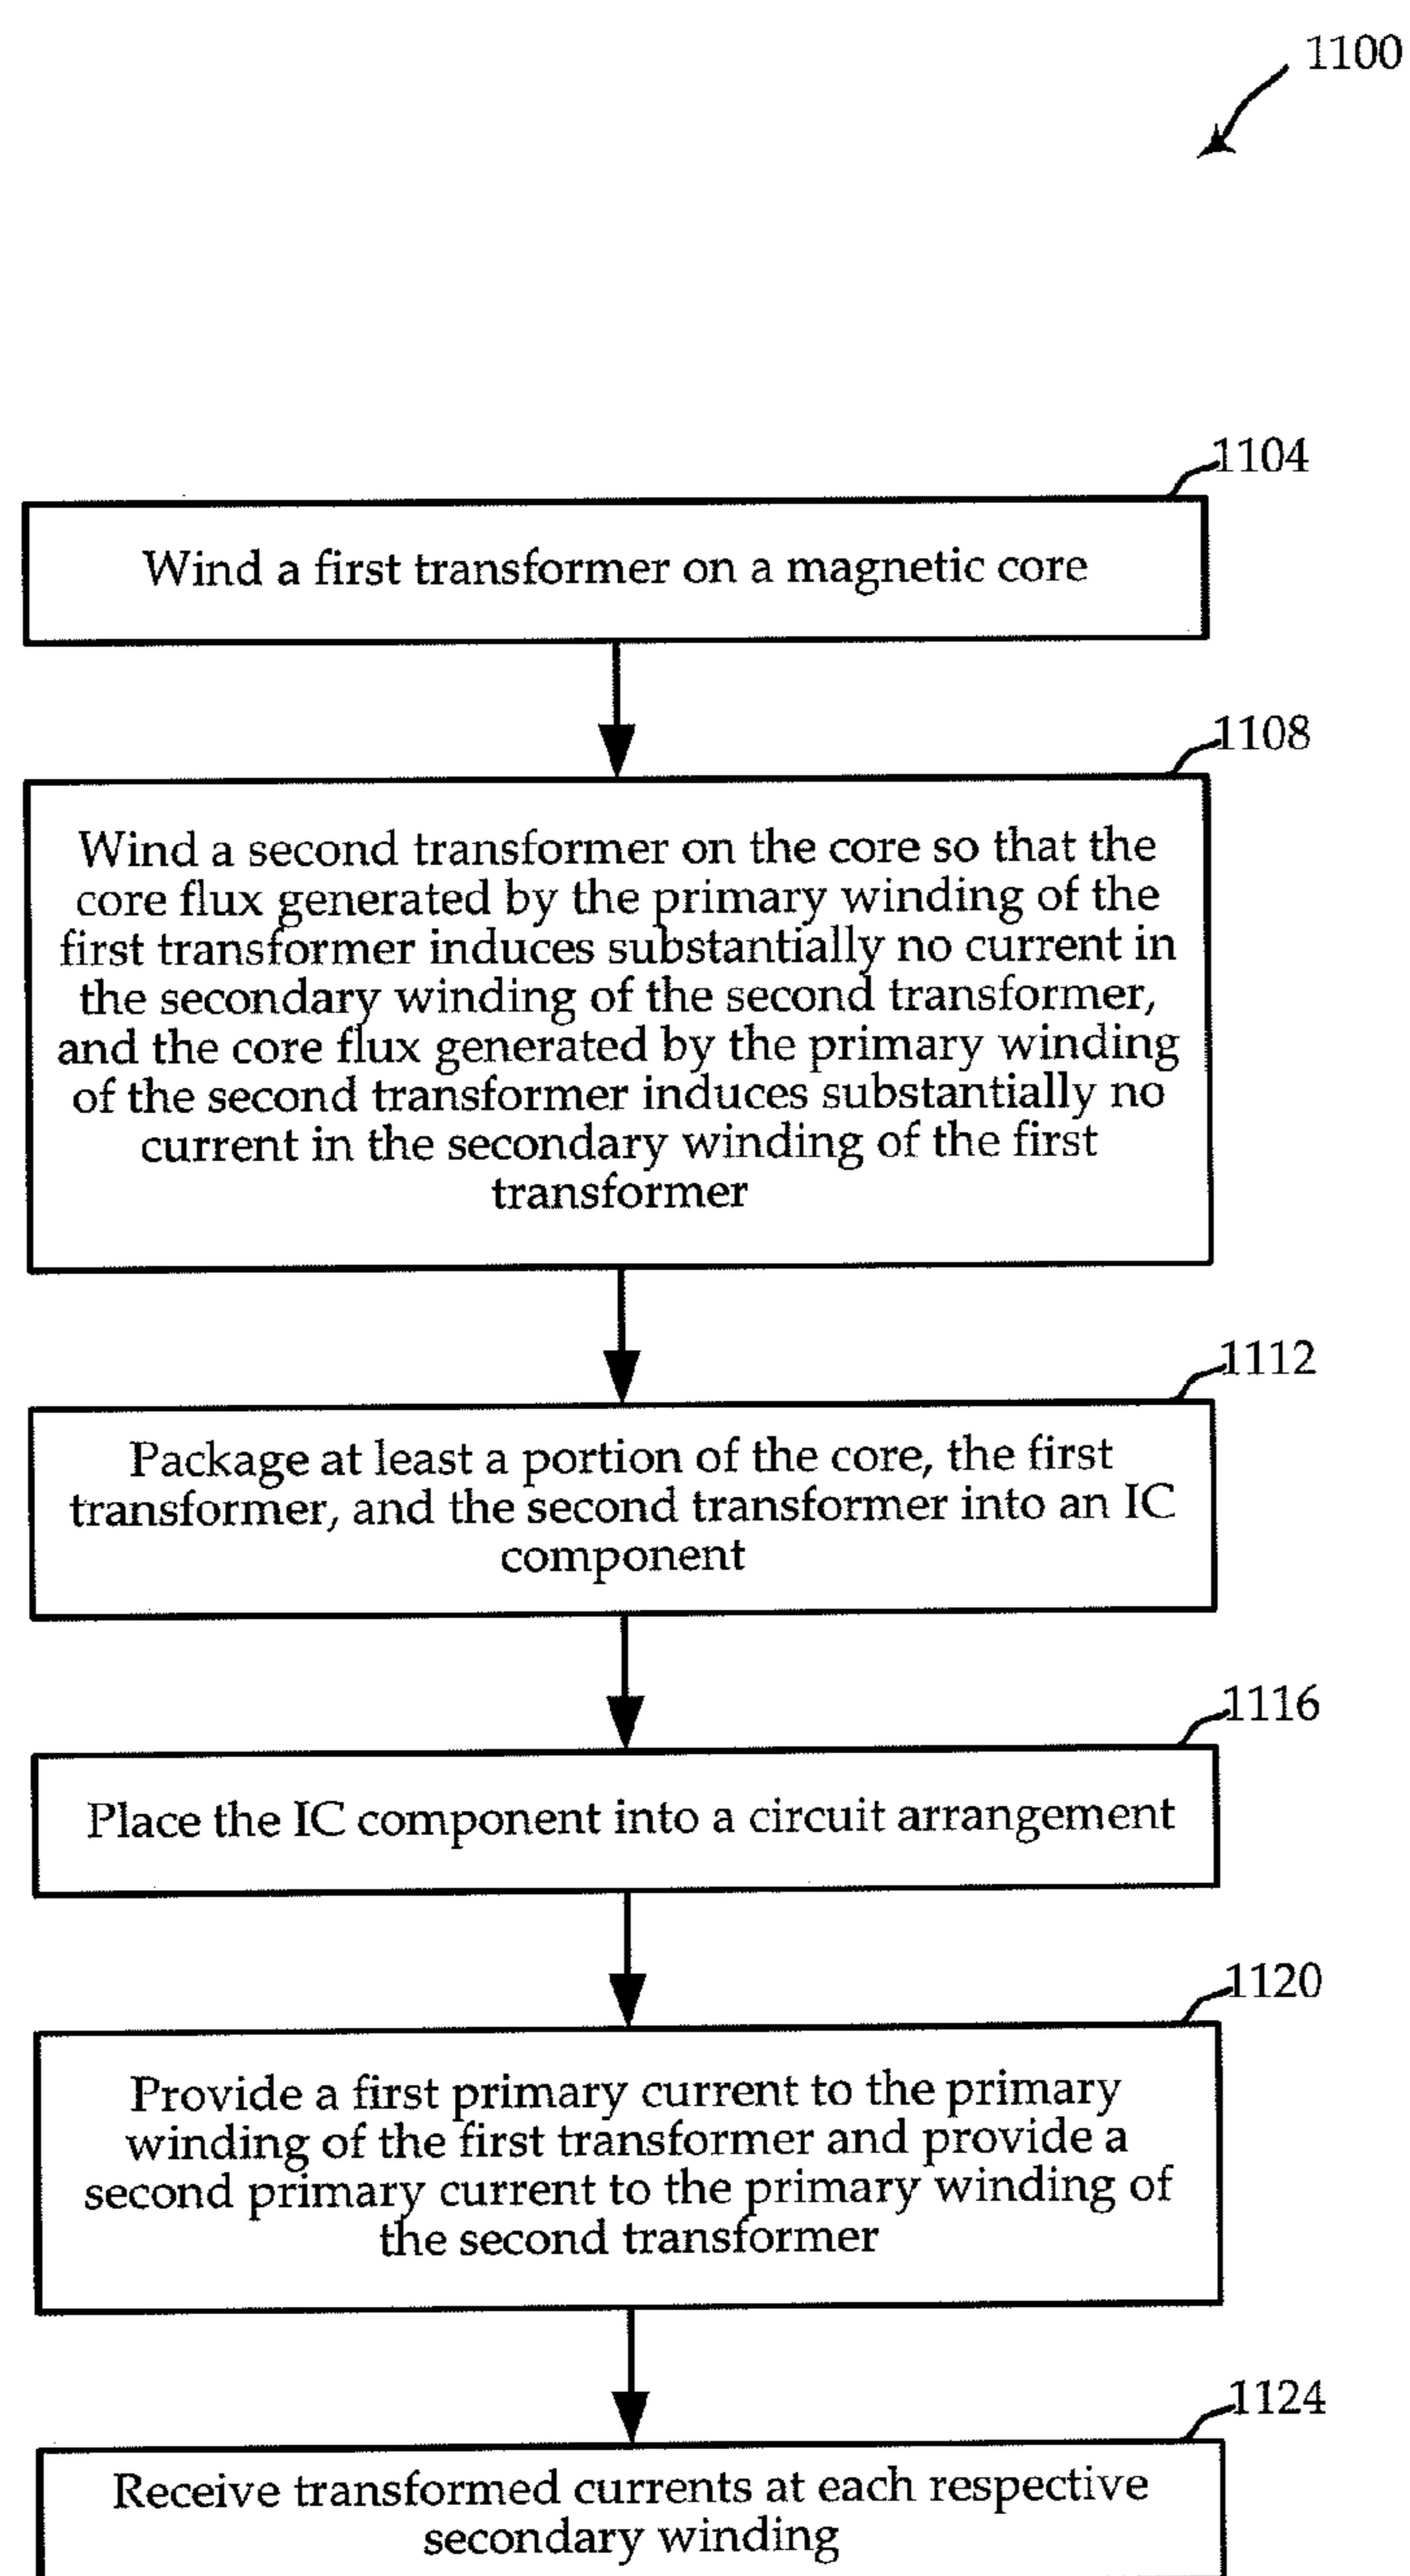 1100
1104
Wind a first transformer on a magnetic core
1108
Wind a second transformer on the core so that the
core flux generated by the primary winding of the
first transformer induces substantially no current in
the secondary winding of the second transformer,
and the core flux generated by the primary winding
of the second transformer induces substantially no
current in the secondary winding of the first
transformer
1112
Package at least a portion of the core, the first
transformer, and the second transformer into an IC
component
1116
Place the IC component into a circuit arrangement
1120
Provide a first primary current to the primary
winding of the first transformer and provide a
second primary current to the primary winding of
the second transformer
1124
Receive transformed currents at each respective
secondary winding